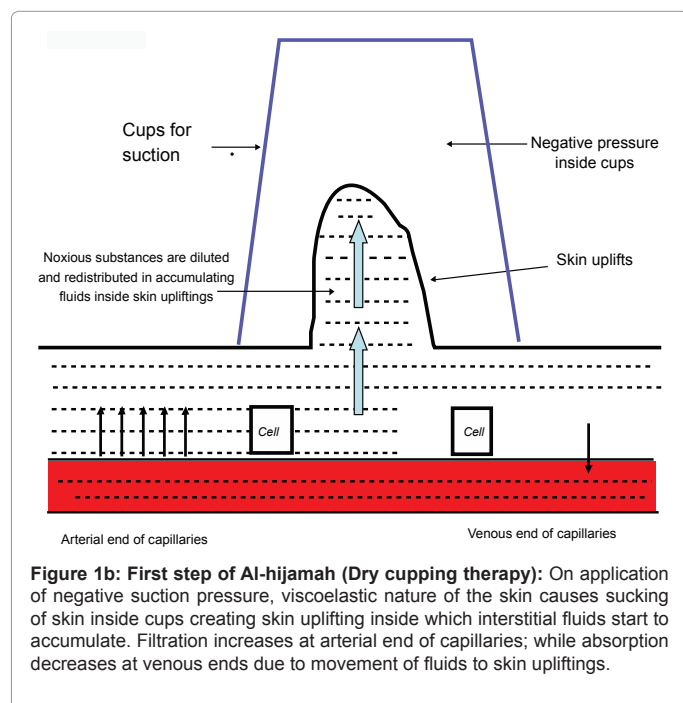 Cups for
suction
Negative pressure
inside cups
Noxious substances are diluted
and redistributed in accumulating
fluids inside skin upliftings
Skin uplifts
Cell
Cell
Arterial end of capillaries
Venous end of capillaries
Figure 1b: First step of Al-hijamah (Dry cupping therapy): On application
of negative suction pressure, viscoelastic nature of the skin causes sucking
of skin inside cups creating skin uplifting inside which interstitial fluids start to
accumulate. Filtration increases at arterial end of capillaries; while absorption
decreases at venous ends due to movement of fluids to skin upliftings.